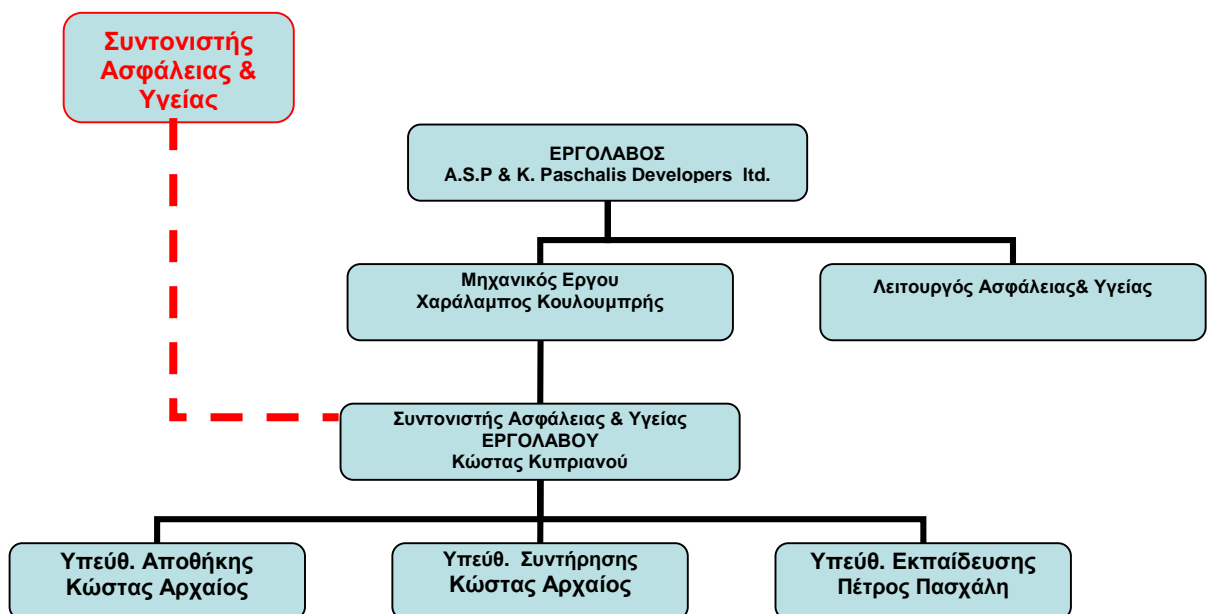 Συντονιστής
Ασφάλειας &
Υγείας
ΕΡΓΟΛΑΒΟΣ
A.S.P & K. Paschalis Developers ltd.
Μηχανικός Εργου
Χαράλαμπος Κουλουμπρής
Λειτουργός Ασφάλειας& Υγείας
Συντονιστής Ασφάλειας & Υγείας
ΕΡΓΟΛΑΒΟΥ
Κώστας Κυπριανού
Υπεύθ. Αποθήκης
Κώστας Αρχαίος
Υπεύθ. Συντήρησης
Κώστας Αρχαίος
Υπεύθ. Εκπαίδευσης
Πέτρος Πασχάλη